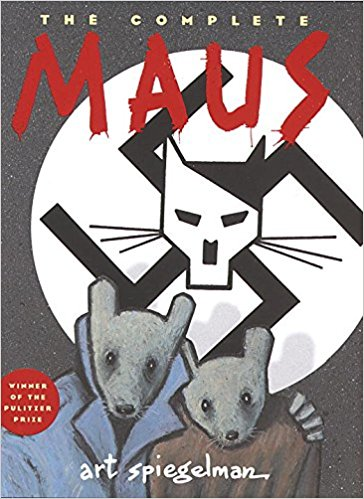 THE COMPLETE
MAUS
WINNER
OF THE
PULITZER
PRIZE
art spiegelman